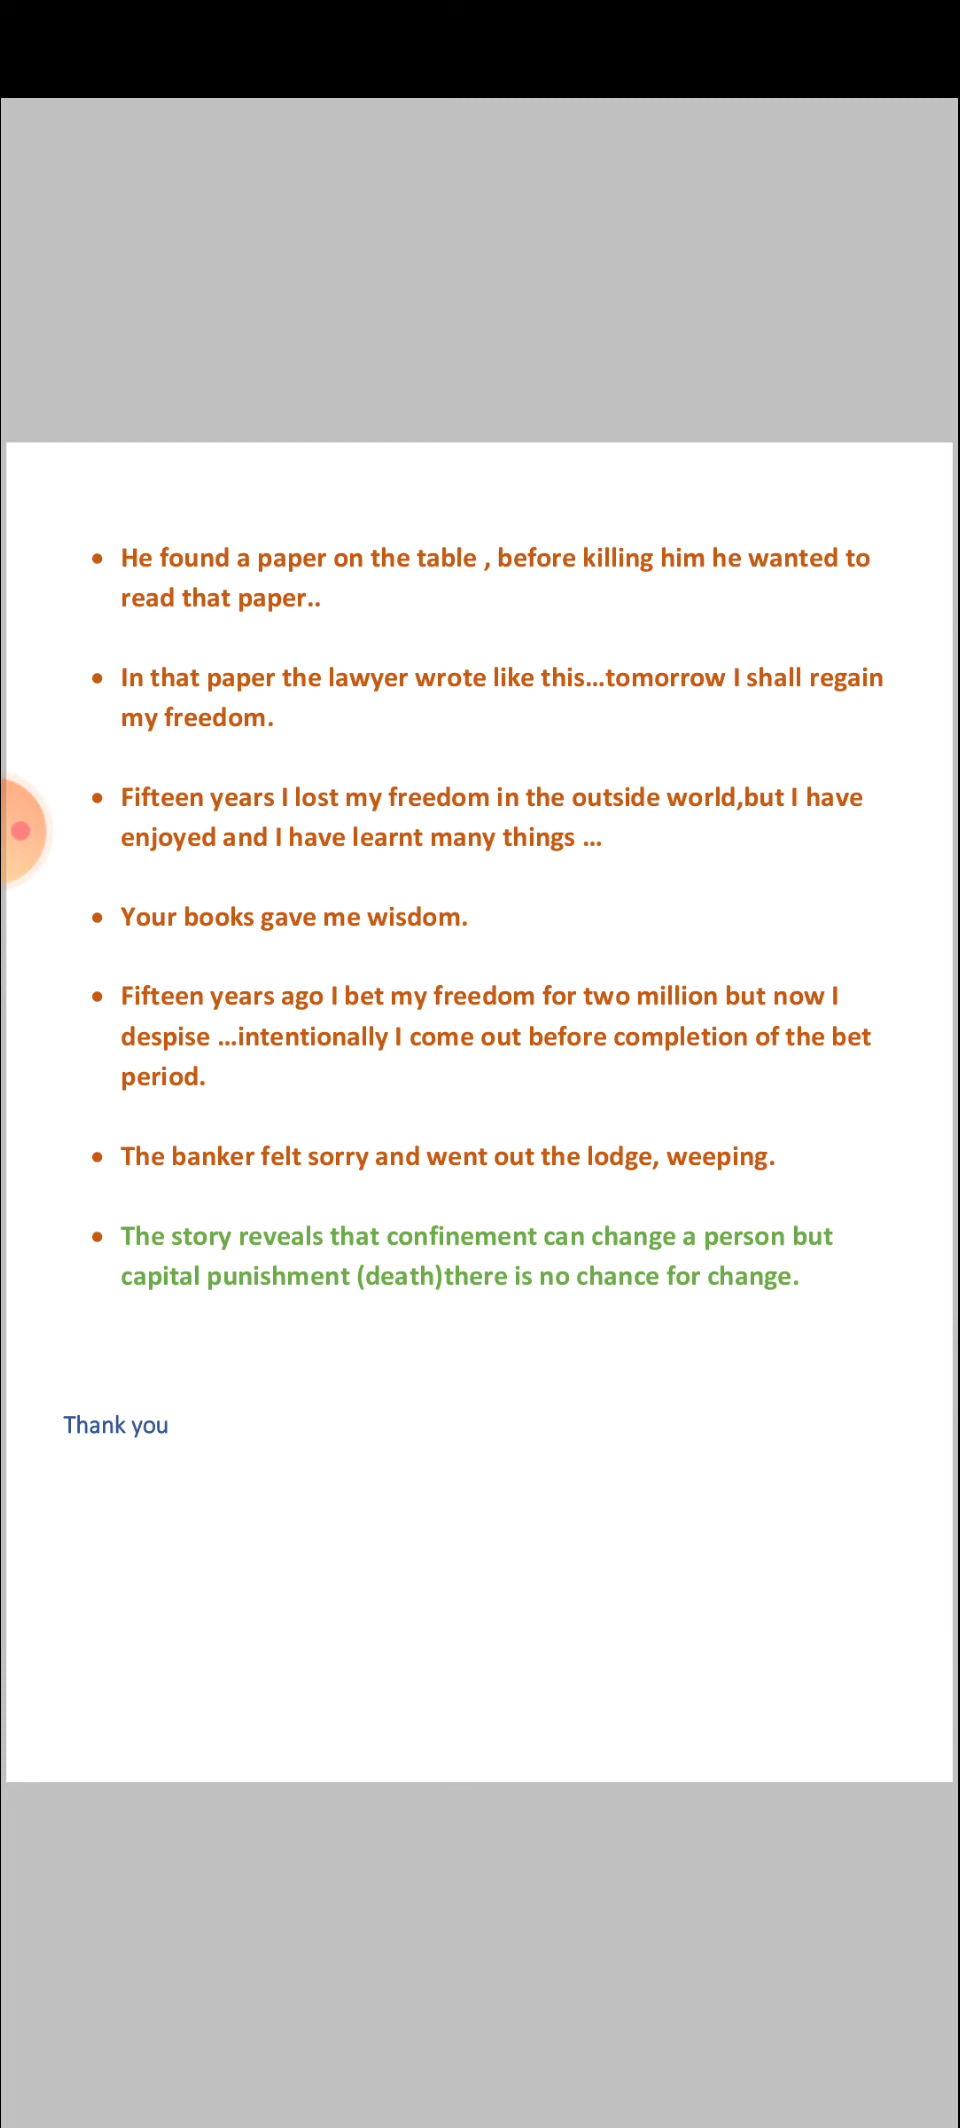 • He found a paper on the table , before killing him he wanted to
read that paper..
• In that paper the lawyer wrote like this...tomorrow I shall regain
my freedom.
• Fifteen years I lost my freedom in the outside world,but I have
enjoyed and I have learnt many things ...
• Your books gave me wisdom.
• Fifteen years ago I bet my freedom for two million but now I
despise ...intentionally I come out before completion of the bet
period.
• The banker felt sorry and went out the lodge, weeping.
• The story reveals that confinement can change a person but
capital punishment (death)there is no chance for change.
Thank you